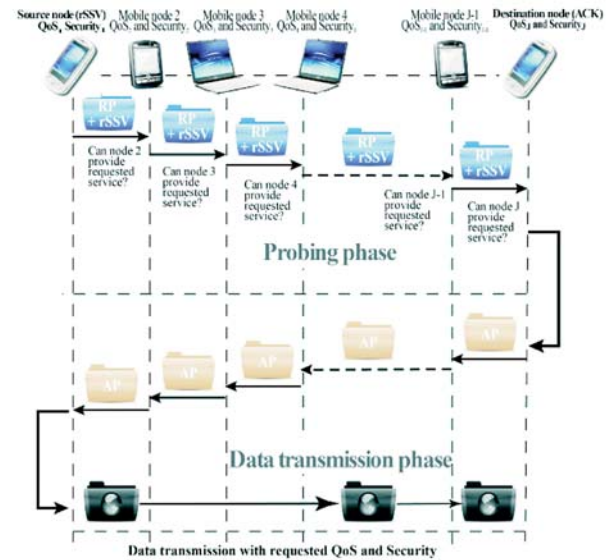 Source node (rSSV)
QoS, Security
Mobile node 2
QoS, and Security
Mobile node 3
QoS, and Security
Mobile node 4
QoS, and Security
Mobile node J-1
QoS and Security
Destination node (ACK)
QoS and Security
RP
+ rSSV
RP
+ rSSV
RP
+ rSSV
RP
+ rSSV
RP
+ rSSV
Can node 2
provide
requested
service?
Can node 3
provide
requested
service?
Can node 4
provide
requested
service?
Can node J-1
provide
requested
service?
Can node J
provide
requested
service?
Probing phase
AP
AP
AP
AP
AP
Data transmission phase
Data transmission with requested QoS and Security